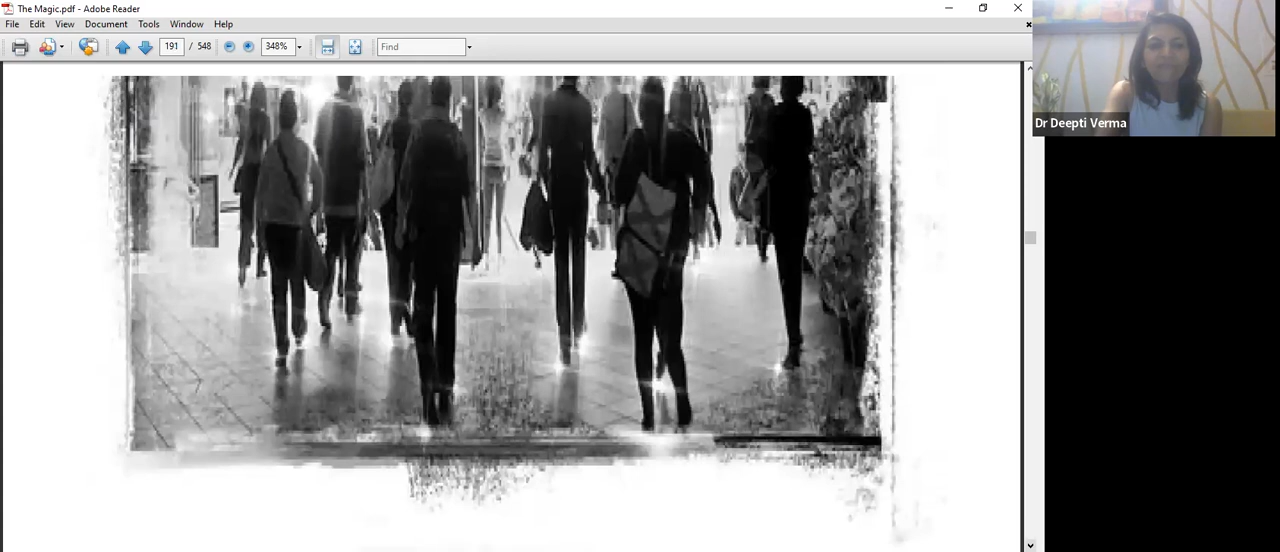 The Magic.pdf - Adobe Reader
File Edit View Document Tools Window Help
191 / 548 348% Find
Dr Deepti Verma